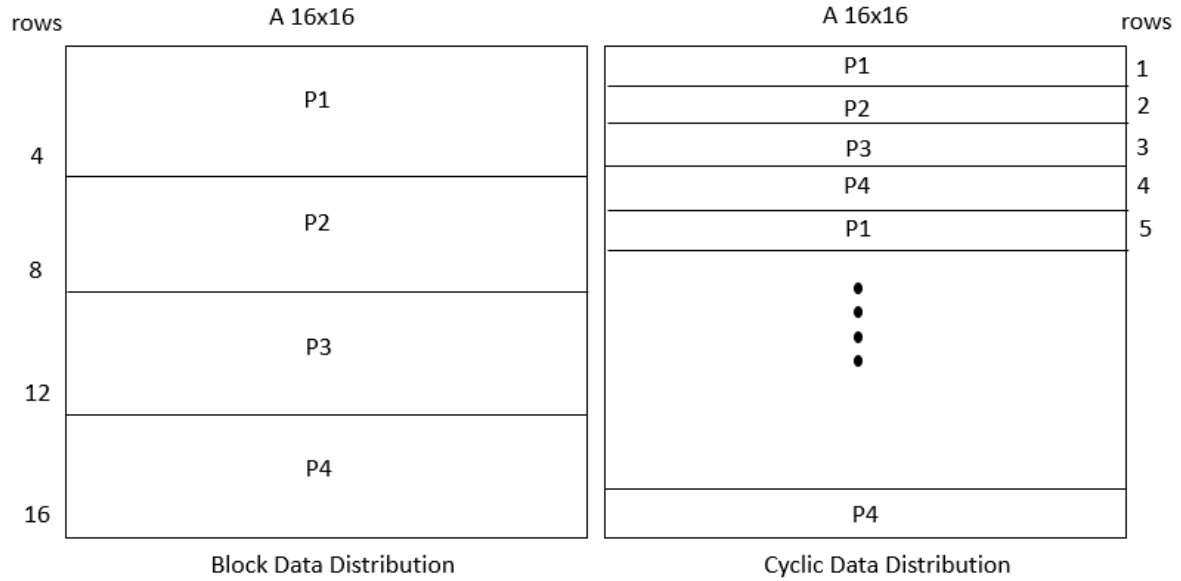 rows A 16x16 A 16x16 rows
P1 P1 1
P2 2
4 P3 3
P4 4
P2 P1 5
8
P3
12
P4
16 P4
Block Data Distribution Cyclic Data Distribution